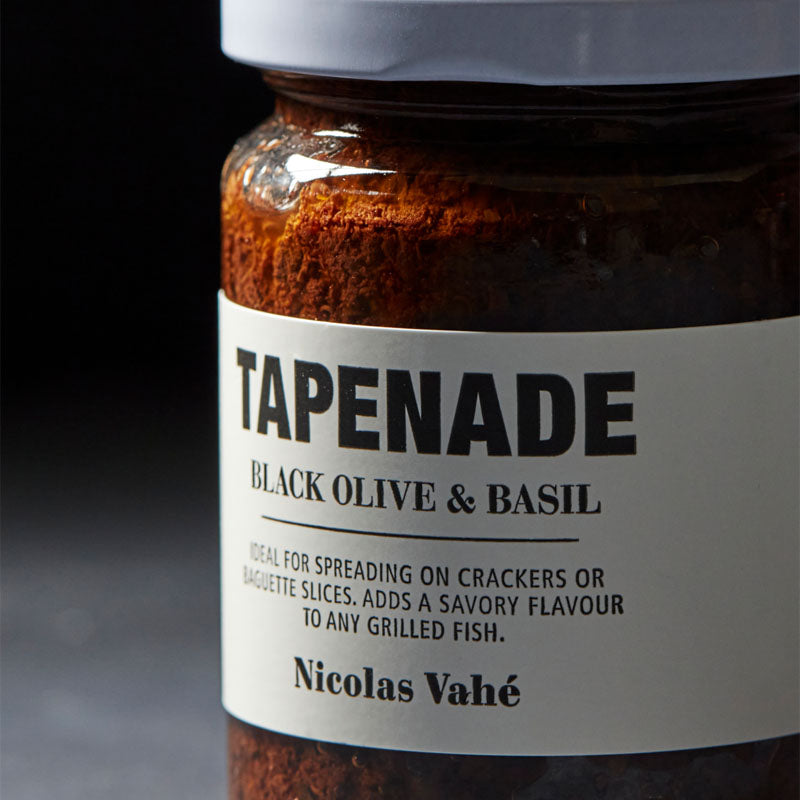 TAPENADE
BLACK OLIVE & BASIL
IDEAL FOR SPREADING ON CRACKERS OR
BAGUETTE SLICES. ADDS A SAVORY FLAVOUR
TO ANY GRILLED FISH.
Nicolas Vahé